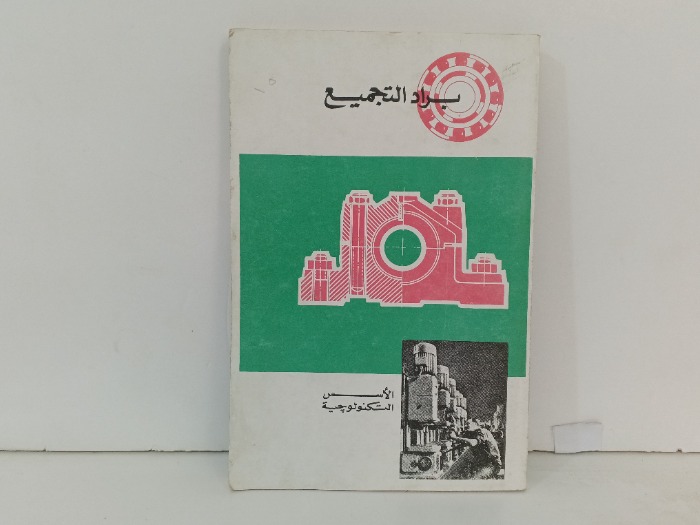 براد التجميع
الأسس
التكنولوجية